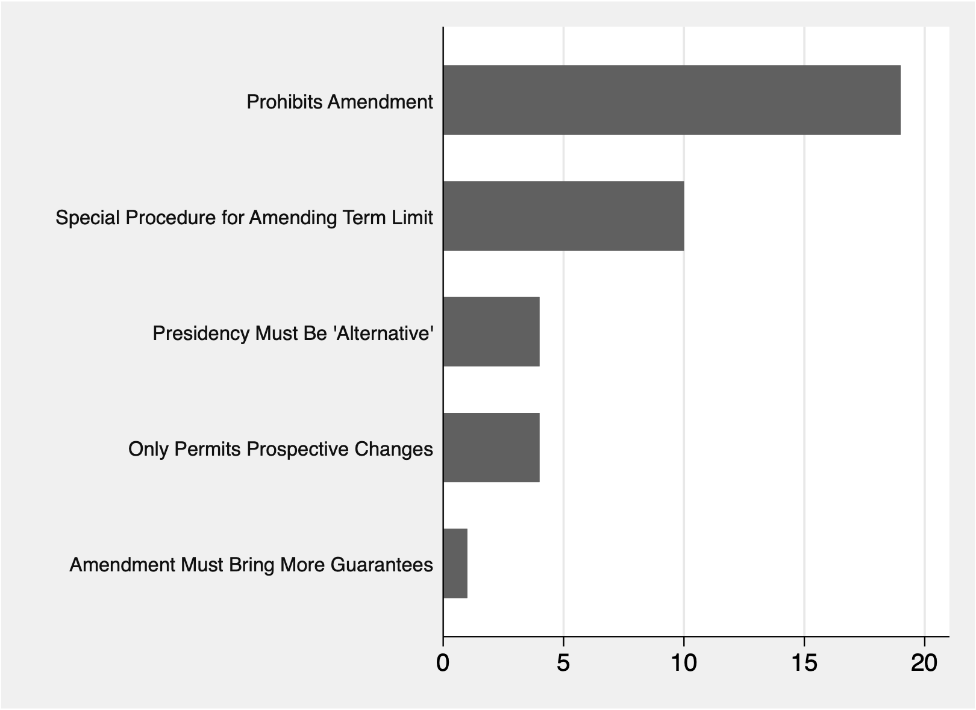 Prohibits Amendment
Special Procedure for Amending Term Limit
Presidency Must Be 'Alternative'
Only Permits Prospective Changes
Amendment Must Bring More Guarantees
0 5 10 15 20